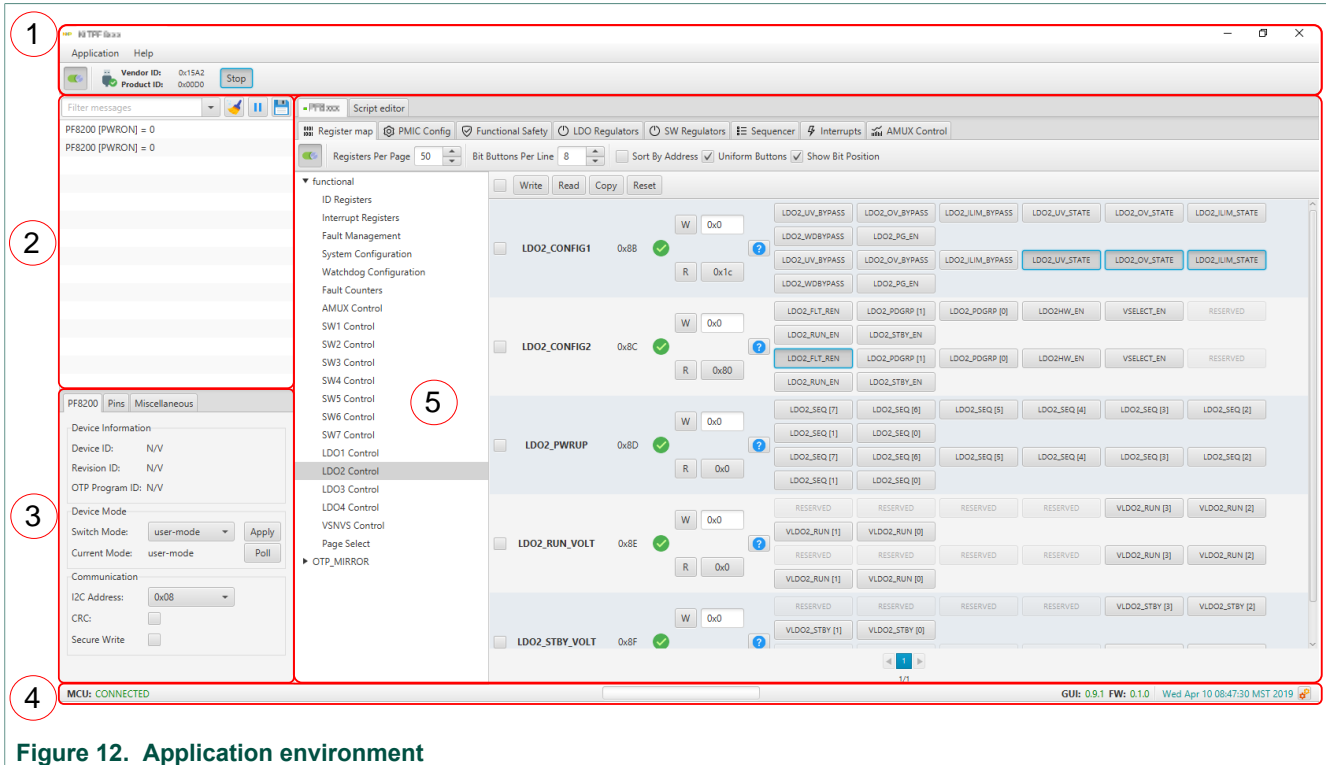 1
Application Help
Vendor ID: 0x15A2
Product ID: 0x00D0
Stop
2
Filter messages
PF8200 [PWRON] = 0
PF8200 [PWRON] = 0
3
PF8200 Pins Miscellaneous
Device Information
Device ID: N/V
Revision ID: N/V
OTP Program ID: N/V
Device Mode
Switch Mode: user-mode Apply
Current Mode: user-mode Poll
Communication
I2C Address: 0x08
CRC:
Secure Write
Script editor
Register map PMIC Config Functional Safety LDO Regulators SW Regulators Sequencer Interrupts AMUX Control
Registers Per Page 50 Bit Buttons Per Line 8 Sort By Address Uniform Buttons Show Bit Position
5
functional
ID Registers
Interrupt Registers
Fault Management
System Configuration
Watchdog Configuration
Fault Counters
AMUX Control
SW1 Control
SW2 Control
SW3 Control
SW4 Control
SW5 Control
SW6 Control
SW7 Control
LDO1 Control
LDO2 Control
LDO3 Control
LDO4 Control
VSNVS Control
Page Select
OTP_MIRROR
Write Read Copy Reset
LDO2_CONFIG1 0x8B
W 0x0
R 0x1c
LDO2_UV_BYPASS LDO2_OV_BYPASS LDO2_ILIM_BYPASS LDO2_UV_STATE LDO2_OV_STATE LDO2_ILIM_STATE
LDO2_WDBYPASS LDO2_PG_EN
LDO2_UV_BYPASS LDO2_OV_BYPASS LDO2_ILIM_BYPASS LDO2_UV_STATE LDO2_OV_STATE LDO2_ILIM_STATE
LDO2_WDBYPASS LDO2_PG_EN
LDO2_CONFIG2 0x8C
W 0x0
R 0x80
LDO2_FLT_REN LDO2_PDGRP [1] LDO2_PDGRP [0] LDO2HW_EN VSELECT_EN RESERVED
LDO2_RUN_EN LDO2_STBY_EN
LDO2_FLT_REN LDO2_PDGRP [1] LDO2_PDGRP [0] LDO2HW_EN VSELECT_EN RESERVED
LDO2_RUN_EN LDO2_STBY_EN
LDO2_PWRUP 0x8D
W 0x0
R 0x0
LDO2_SEQ [7] LDO2_SEQ [6] LDO2_SEQ [5] LDO2_SEQ [4] LDO2_SEQ [3] LDO2_SEQ [2]
LDO2_SEQ [1] LDO2_SEQ [0]
LDO2_SEQ [7] LDO2_SEQ [6] LDO2_SEQ [5] LDO2_SEQ [4] LDO2_SEQ [3] LDO2_SEQ [2]
LDO2_SEQ [1] LDO2_SEQ [0]
LDO2_RUN_VOLT 0x8E
W 0x0
R 0x0
RESERVED RESERVED RESERVED RESERVED VLDO2_RUN [3] VLDO2_RUN [2]
VLDO2_RUN [1] VLDO2_RUN [0]
RESERVED RESERVED RESERVED RESERVED VLDO2_RUN [3] VLDO2_RUN [2]
VLDO2_RUN [1] VLDO2_RUN [0]
LDO2_STBY_VOLT 0x8F
W 0x0
RESERVED RESERVED RESERVED RESERVED VLDO2_STBY [3] VLDO2_STBY [2]
VLDO2_STBY [1] VLDO2_STBY [0]
1
1/1
4
MCU: CONNECTED
GUI: 0.9.1 FW: 0.1.0 Wed Apr 10 08:47:30 MST 2019
Figure 12. Application environment